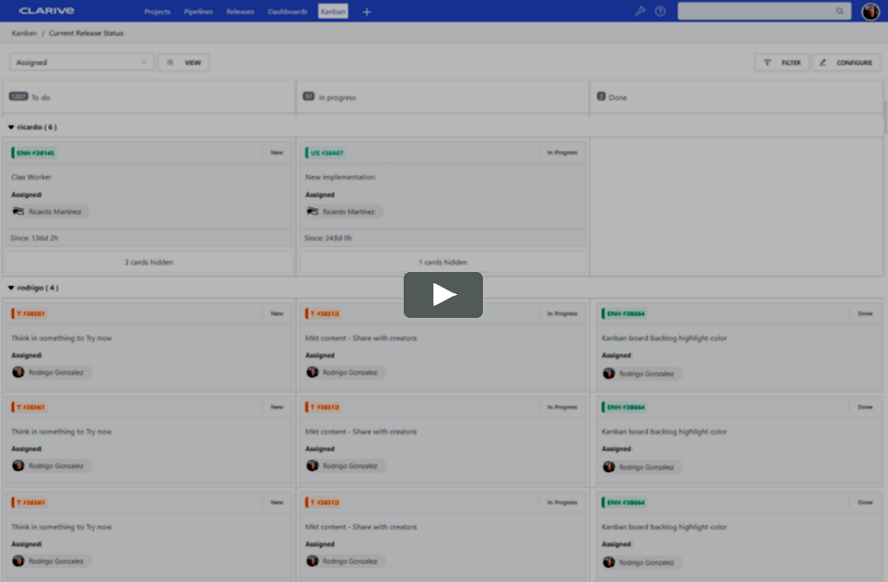 CLARIVE Projects Pipelines Releases Dashboards Kanban
Kanban / Current Release Status
Assigned VIEW FILTER CONFIGURE
To do In progress Done
ricardo ( 6 )
New In Progress
Clax Worker New Implementation
Assigned Assigned
Ricardo Martinez Ricardo Martinez
Since: 136d 2h Since: 243d 0h
3 cards hidden 1 cards hidden
rodrigo ( 4 )
T #38361 New T #38313 In Progress ENH #38664 Done
Think in something to Try now Mkt content - Share with creators Kanban board backlog highlight color
Assigned Assigned Assigned
Rodrigo Gonzalez Rodrigo Gonzalez Rodrigo Gonzalez
T #38361 New T #38313 In Progress ENH #38664 Done
Think in something to Try now Mkt content - Share with creators Kanban board backlog highlight color
Assigned Assigned Assigned
Rodrigo Gonzalez Rodrigo Gonzalez Rodrigo Gonzalez
T #38361 New T #38313 In Progress ENH #38664 Done
Think in something to Try now Mkt content - Share with creators Kanban board backlog highlight color
Assigned Assigned Assigned
Rodrigo Gonzalez Rodrigo Gonzalez Rodrigo Gonzalez